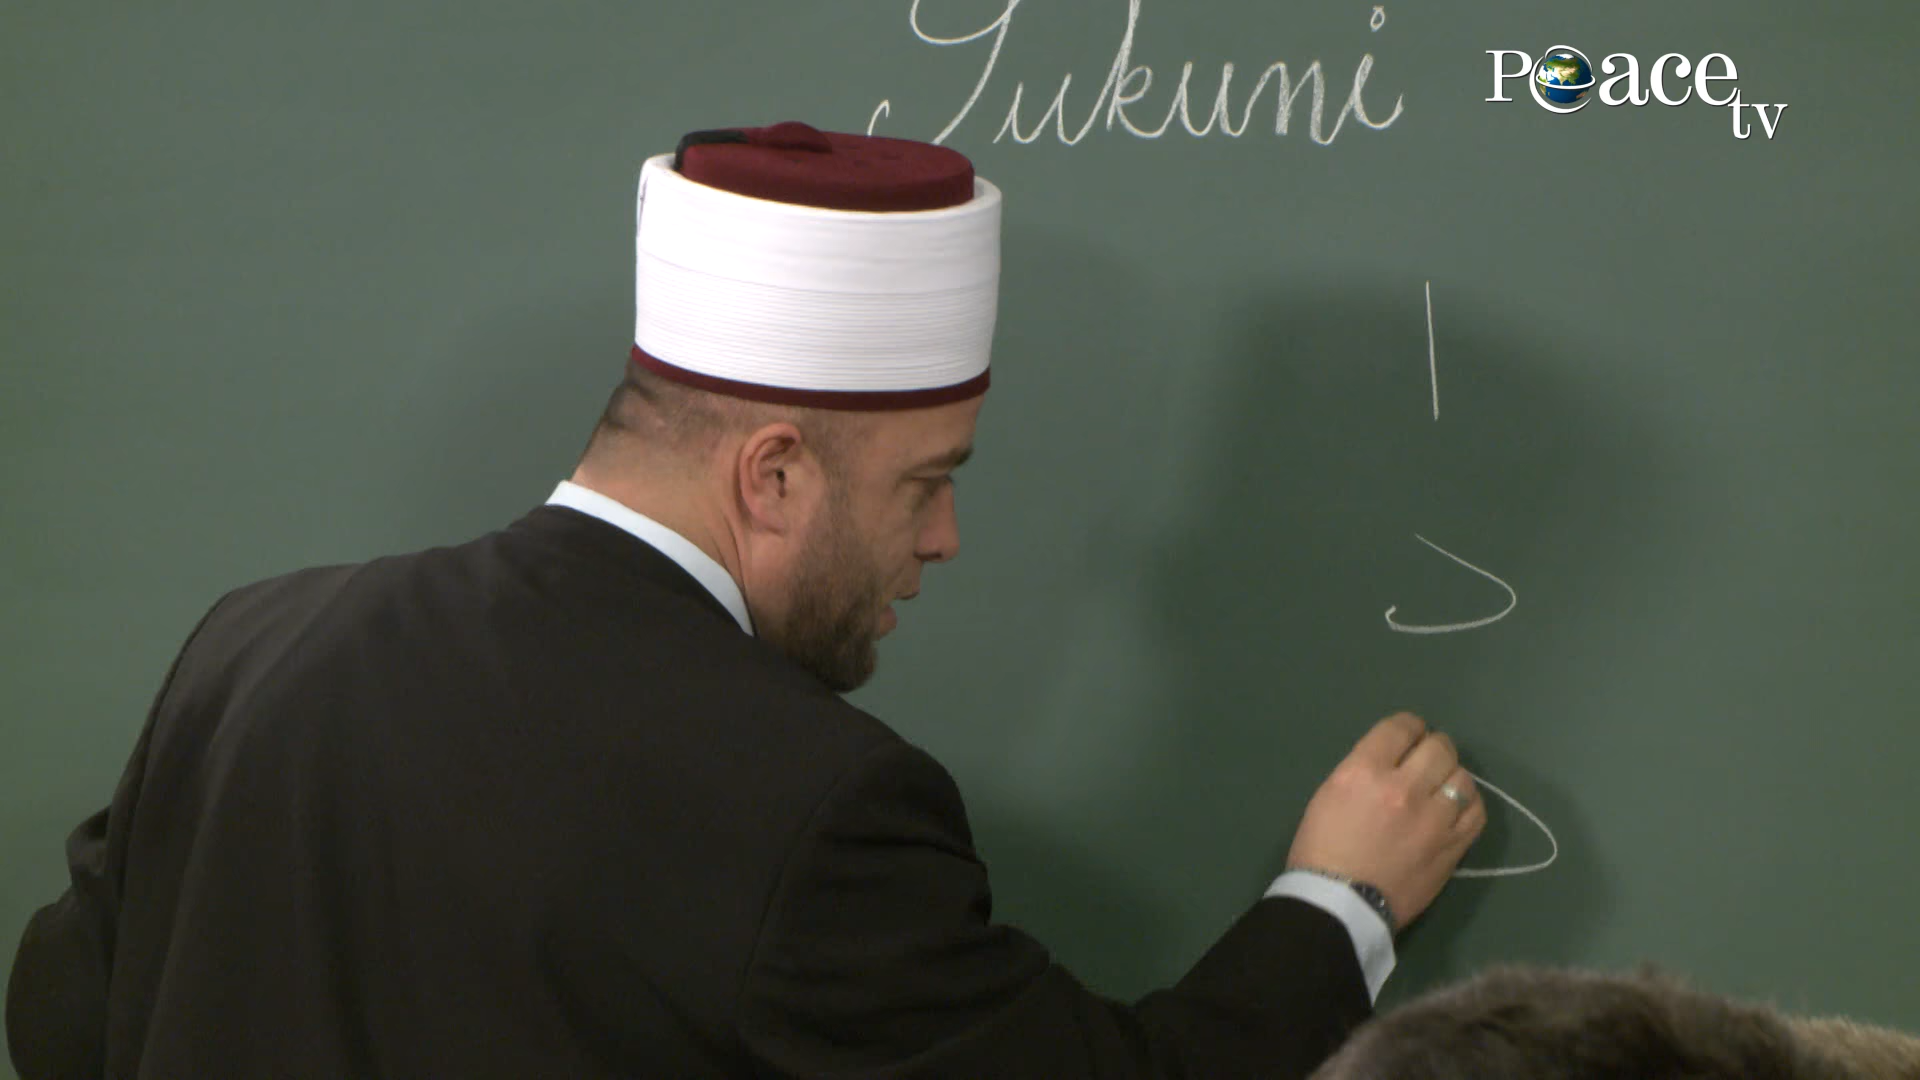 Sukuni
Peace tv
ا
د
د